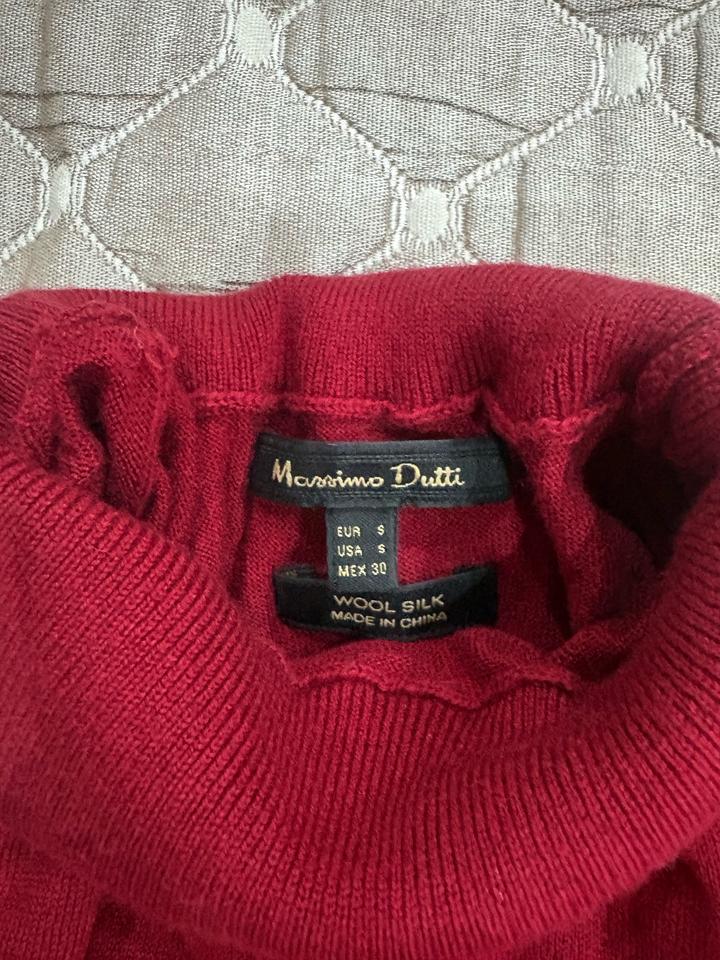 Massimo Dutti
EUR S
USA S
MEX 30
WOOL SILK
MADE IN CHINA